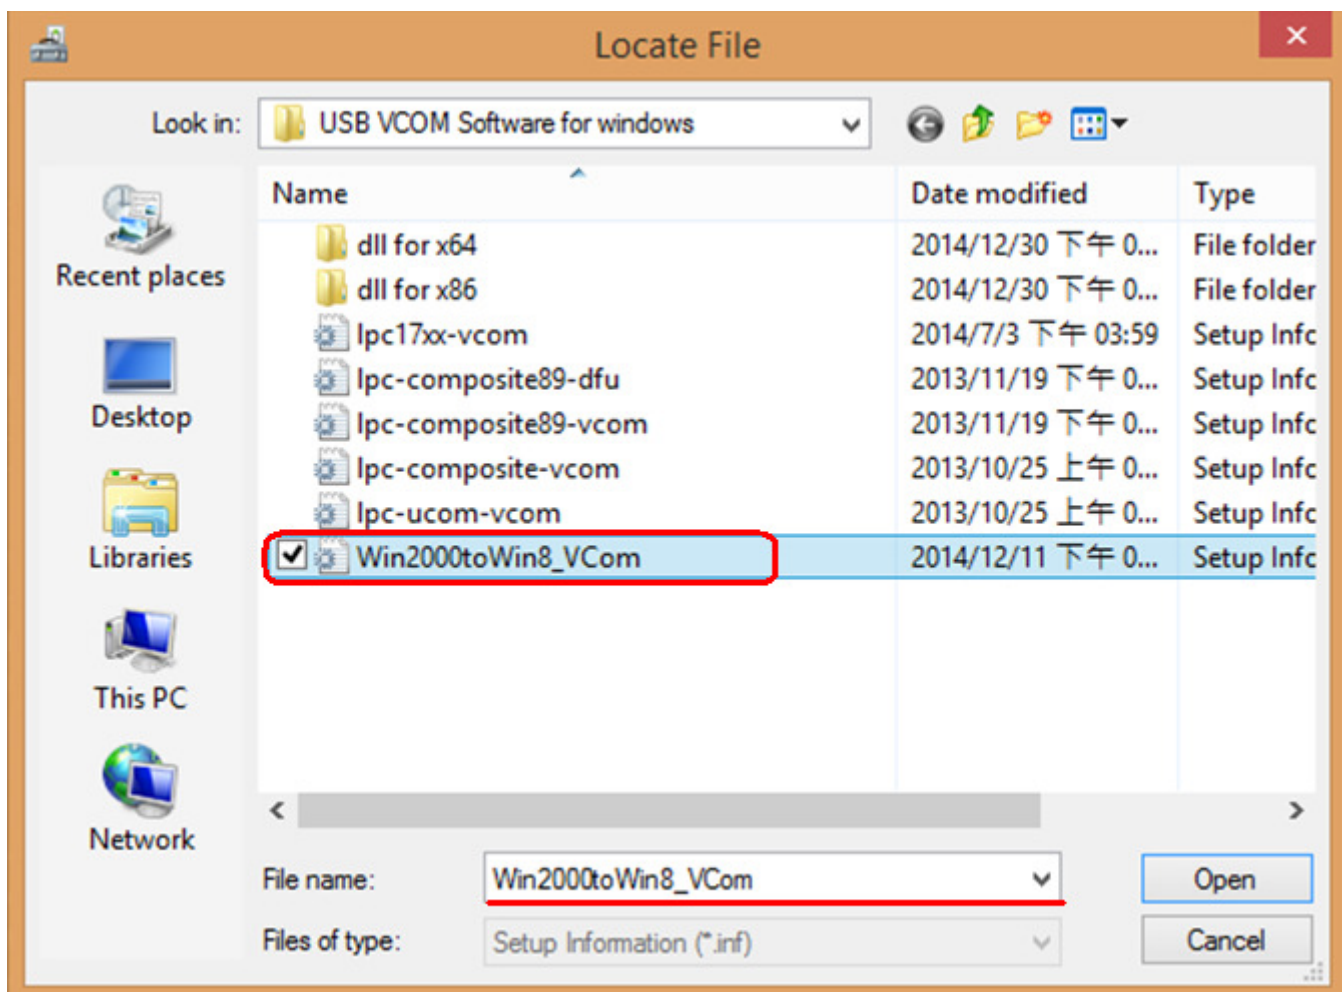 Locate File
Look in: USB VCOM Software for windows
Name Date modified Type
dll for x64 2014/12/30 下午 0... File folder
dll for x86 2014/12/30 下午 0... File folder
lpc17xx-vcom 2014/7/3 下午 03:59 Setup Infc
lpc-composite89-dfu 2013/11/19 下午 0... Setup Infc
lpc-composite89-vcom 2013/11/19 下午 0... Setup Infc
lpc-composite-vcom 2013/10/25 上午 0... Setup Infc
lpc-ucom-vcom 2013/10/25 上午 0... Setup Infc
Win2000toWin8_VCom 2014/12/11 下午 0... Setup Infc
Recent places
Desktop
Libraries
This PC
Network
File name: Win2000toWin8_VCom Open
Files of type: Setup Information (*.inf) Cancel